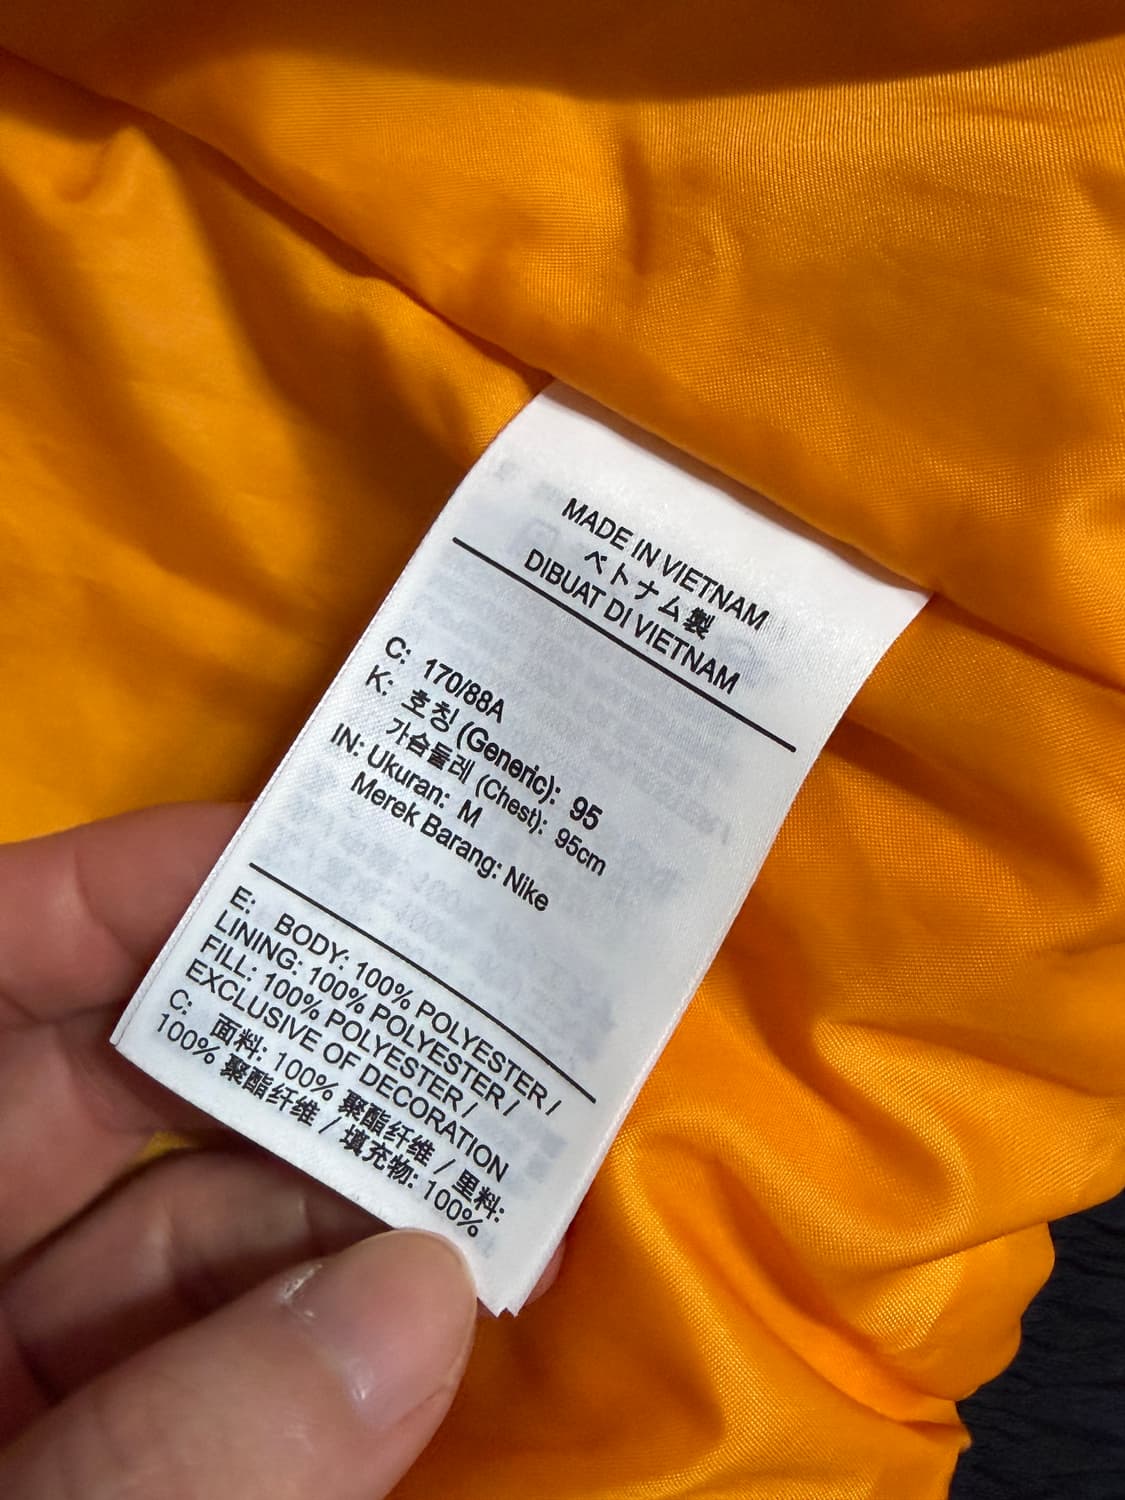 MADE IN VIETNAM
ベトナム製
DIBUAT DI VIETNAM
C: 170/88A
K: 호칭 (Generic): 95
가슴둘레 (Chest): 95cm
IN: Ukuran: M
Merek Barang: Nike
E: BODY: 100% POLYESTER /
LINING: 100% POLYESTER /
FILL: 100% POLYESTER /
EXCLUSIVE OF DECORATION
C: 面料: 100% 聚酯纤维 / 里料:
100% 聚酯纤维 / 填充物: 100%